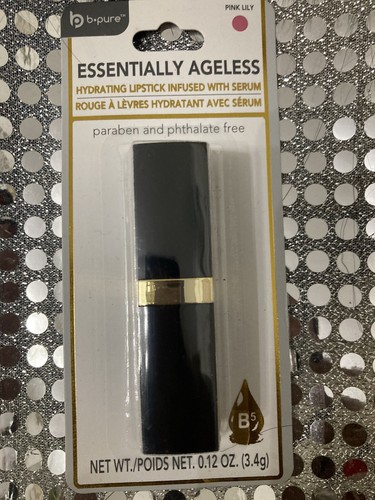 b b•pure™
PINK LILY
ESSENTIALLY AGELESS
HYDRATING LIPSTICK INFUSED WITH SERUM
ROUGE À LÈVRES HYDRATANT AVEC SÉRUM
paraben and phthalate free
B5
NET WT./POIDS NET. 0.12 OZ. (3.4g)